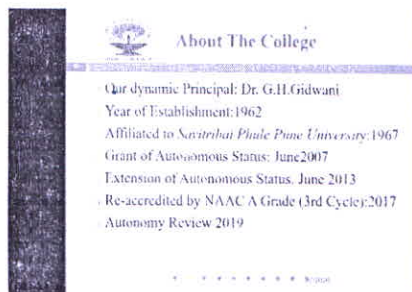 About The College
Our dynamic Principal: Dr. G.H.Gidwani
Year of Establishment:1962
Affiliated to Savitribai Phule Pune University:1967
Grant of Autonomous Status: June2007
Extension of Autonomous Status. June 2013
Re-accredited by NAAC A Grade (3rd Cycle):2017
Autonomy Review 2019